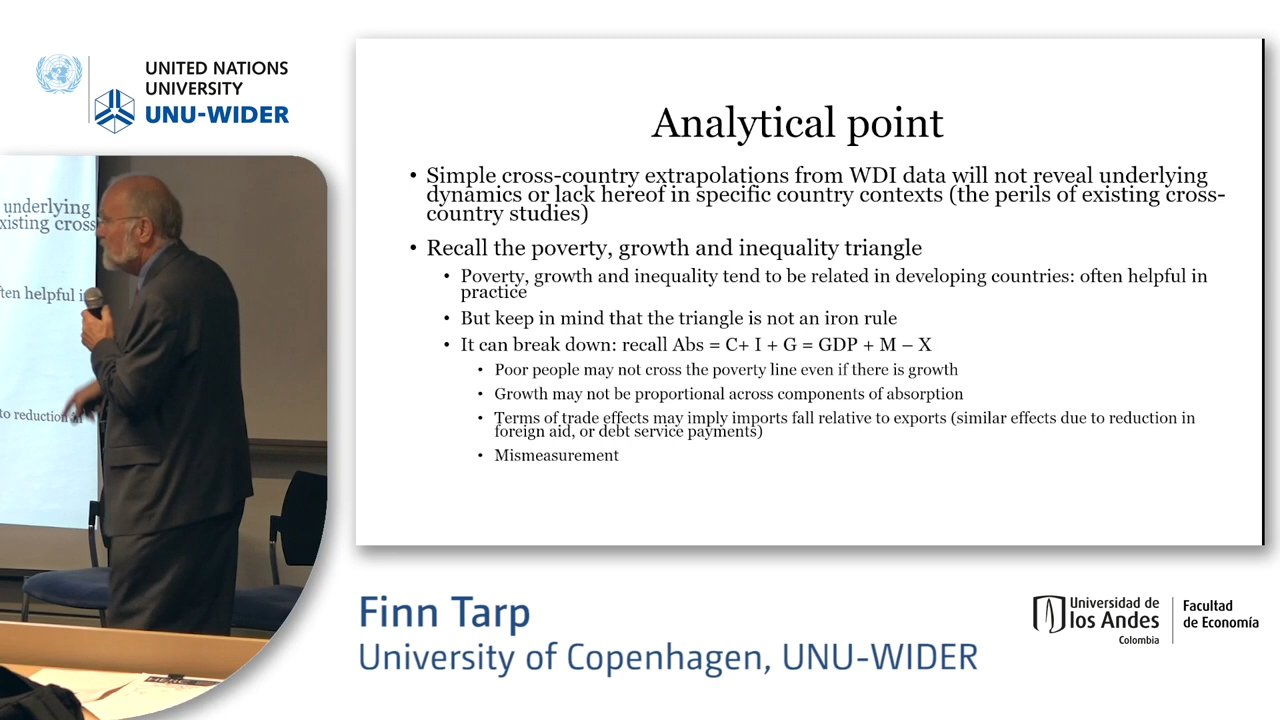 UNITED NATIONS
UNIVERSITY
UNU-WIDER
underlying
xisting cross
ten helpful i
to reduction
Analytical point
• Simple cross-country extrapolations from WDI data will not reveal underlying
dynamics or lack hereof in specific country contexts (the perils of existing cross-
country studies)
• Recall the poverty, growth and inequality triangle
• Poverty, growth and inequality tend to be related in developing countries: often helpful in
practice
• But keep in mind that the triangle is not an iron rule
• It can break down: recall Abs = C+ I + G = GDP + M – X
• Poor people may not cross the poverty line even if there is growth
• Growth may not be proportional across components of absorption
• Terms of trade effects may imply imports fall relative to exports (similar effects due to reduction in
foreign aid, or debt service payments)
• Mismeasurement
Finn Tarp
University of Copenhagen, UNU-WIDER
Universidad de
los Andes
Colombia
Facultad
de Economía